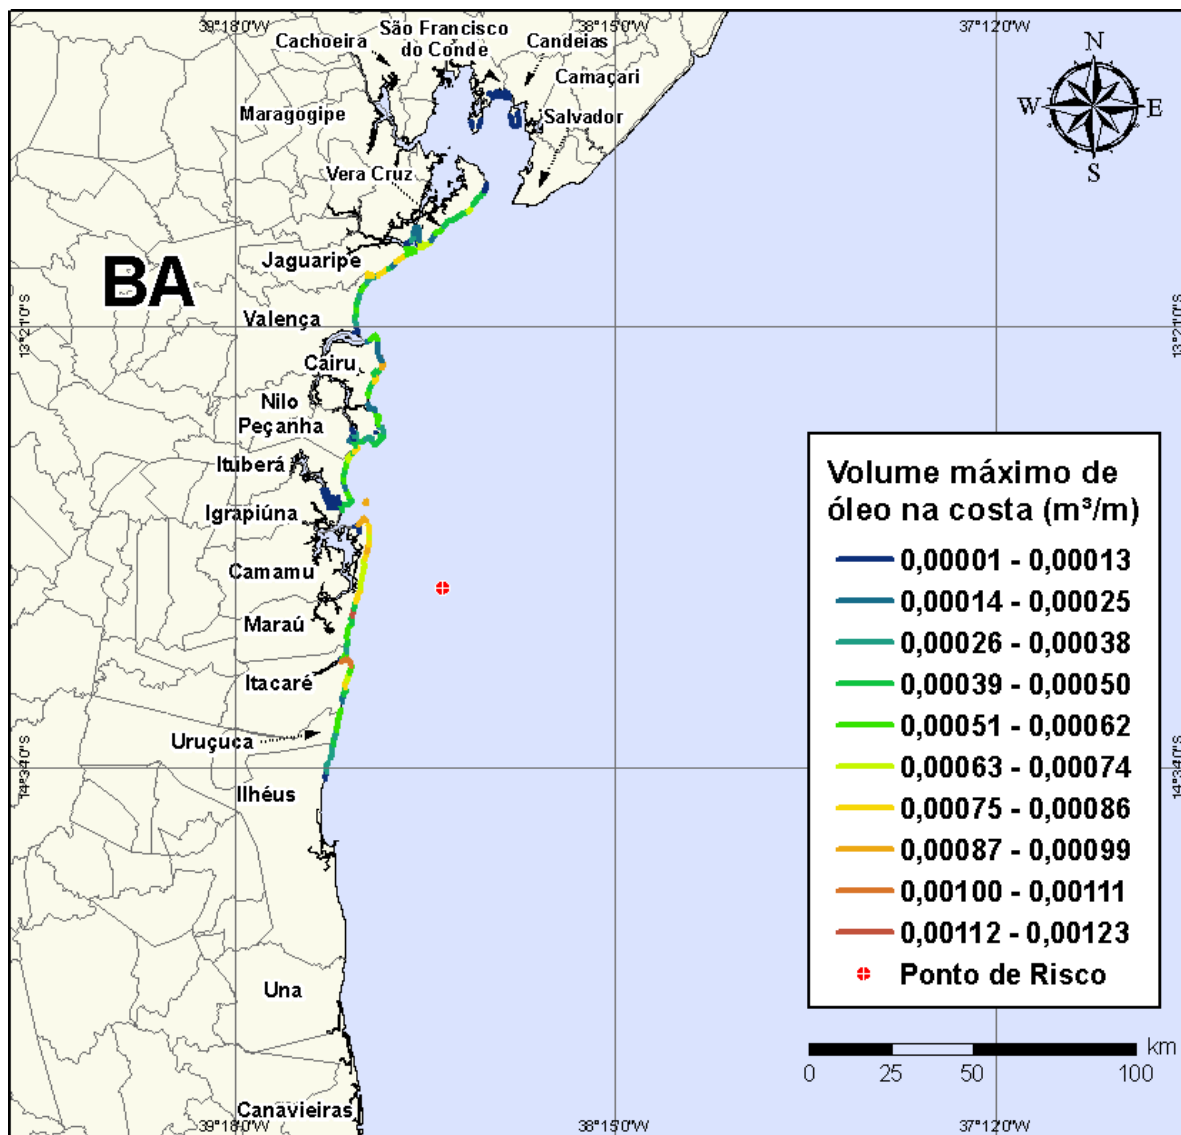 39°18'0"W
38°15'0"W
37°12'0"W
São Francisco
do Conde
Cachoeira
Candeias
Camaçari
Maragogipe
Salvador
Vera Cruz
N
W
E
S
Jaguaripe
BA
Valença
13°21'0"S
13°21'0"S
Cairu
Nilo
Peçanha
Ituberá
Igrapiúna
Camamu
Maraú
Itacaré
Uruçuca
14°34'0"S
14°34'0"S
Ilhéus
Una
Canavieiras
Volume máximo de
óleo na costa (m³/m)
0,00001 - 0,00013
0,00014 - 0,00025
0,00026 - 0,00038
0,00039 - 0,00050
0,00051 - 0,00062
0,00063 - 0,00074
0,00075 - 0,00086
0,00087 - 0,00099
0,00100 - 0,00111
0,00112 - 0,00123
Ponto de Risco
km
0 25 50 100
39°18'0"W
38°15'0"W
37°12'0"W